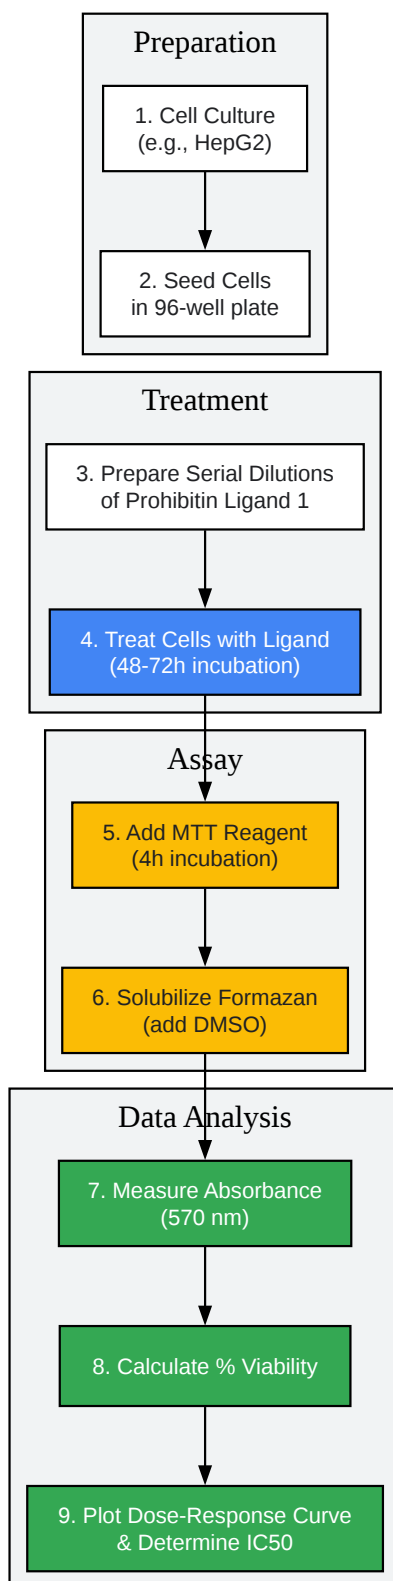 Preparation
1. Cell Culture
(e.g., HepG2)
2. Seed Cells
in 96-well plate
Treatment
3. Prepare Serial Dilutions
of Prohibitin Ligand 1
4. Treat Cells with Ligand
(48-72h incubation)
Assay
5. Add MTT Reagent
(4h incubation)
6. Solubilize Formazan
(add DMSO)
Data Analysis
7. Measure Absorbance
(570 nm)
8. Calculate % Viability
9. Plot Dose-Response Curve
& Determine IC50